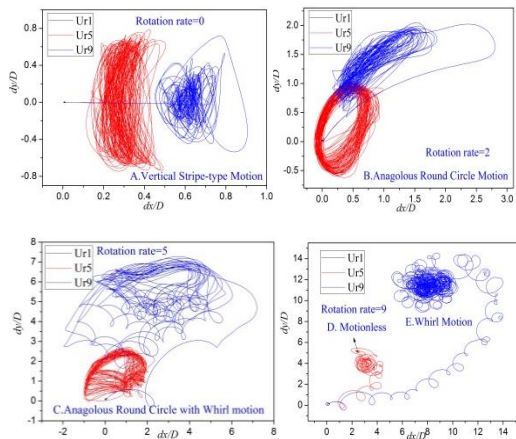 Ur1
Ur5
Ur9
Rotation rate=0
A.Vertical Stripe-type Motion
dy/D
0.8
0.4
0.0
-0.4
-0.8
0.0 0.2 0.4 0.6 0.8 1.0
dx/D
Ur1
Ur5
Ur9
Rotation rate=2
B.Anagolous Round Circle Motion
dy/D
2.0
1.5
1.0
0.5
0.0
-0.5
0.0 0.5 1.0 1.5 2.0 2.5 3.0
dx/D
Ur1
Ur5
Ur9
Rotation rate=5
C.Anagolous Round Circle with Whirl motion
dy/D
8
7
6
5
4
3
2
1
0
-1
-2 0 2 4 6 8
dx/D
Ur1
Ur5
Ur9
Rotation rate=9
D. Motionless
E.Whirl Motion
dy/D
14
12
10
8
6
4
2
0
0 2 4 6 8 10 12 14
dx/D